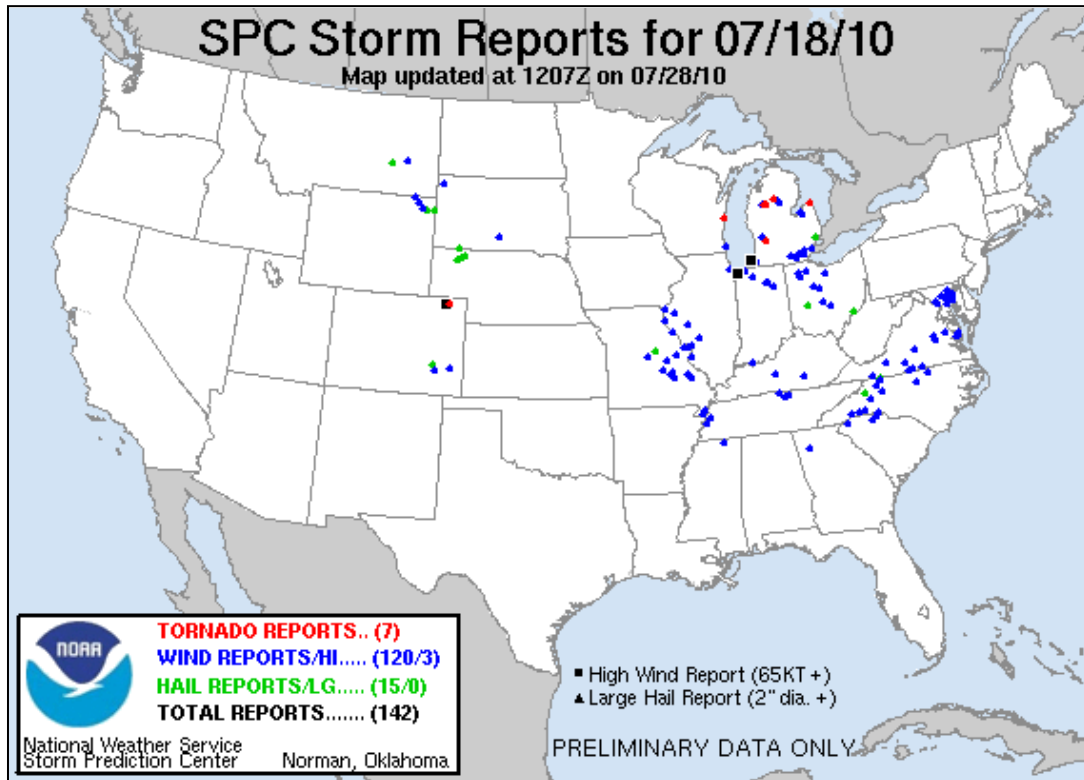 SPC Storm Reports for 07/18/10
Map updated at 1207Z on 07/28/10
NOAA
TORNADO REPORTS.. (7)
WIND REPORTS/HI..... (120/3)
HAIL REPORTS/LG..... (15/0)
TOTAL REPORTS....... (142)
National Weather Service
Storm Prediction Center Norman, Oklahoma
High Wind Report (65KT +)
Large Hail Report (2" dia. +)
PRELIMINARY DATA ONLY